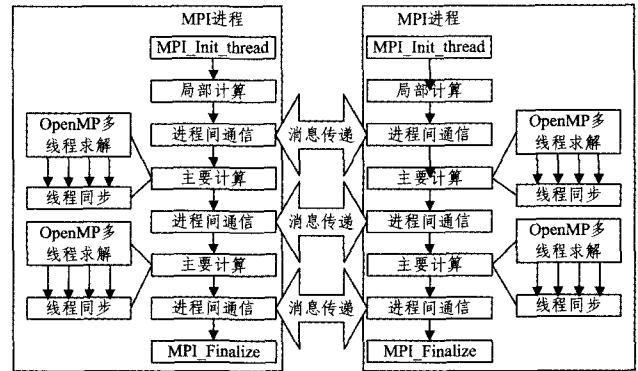 MPI进程
MPI_Init_thread
局部计算
进程间通信
主要计算
进程间通信
主要计算
进程间通信
MPI_Finalize
OpenMP多
线程求解
线程同步
OpenMP多
线程求解
线程同步
消息传递
消息传递
消息传递
MPI进程
MPI_Init_thread
局部计算
进程间通信
主要计算
进程间通信
主要计算
进程间通信
MPI_Finalize
OpenMP多
线程求解
线程同步
OpenMP多
线程求解
线程同步